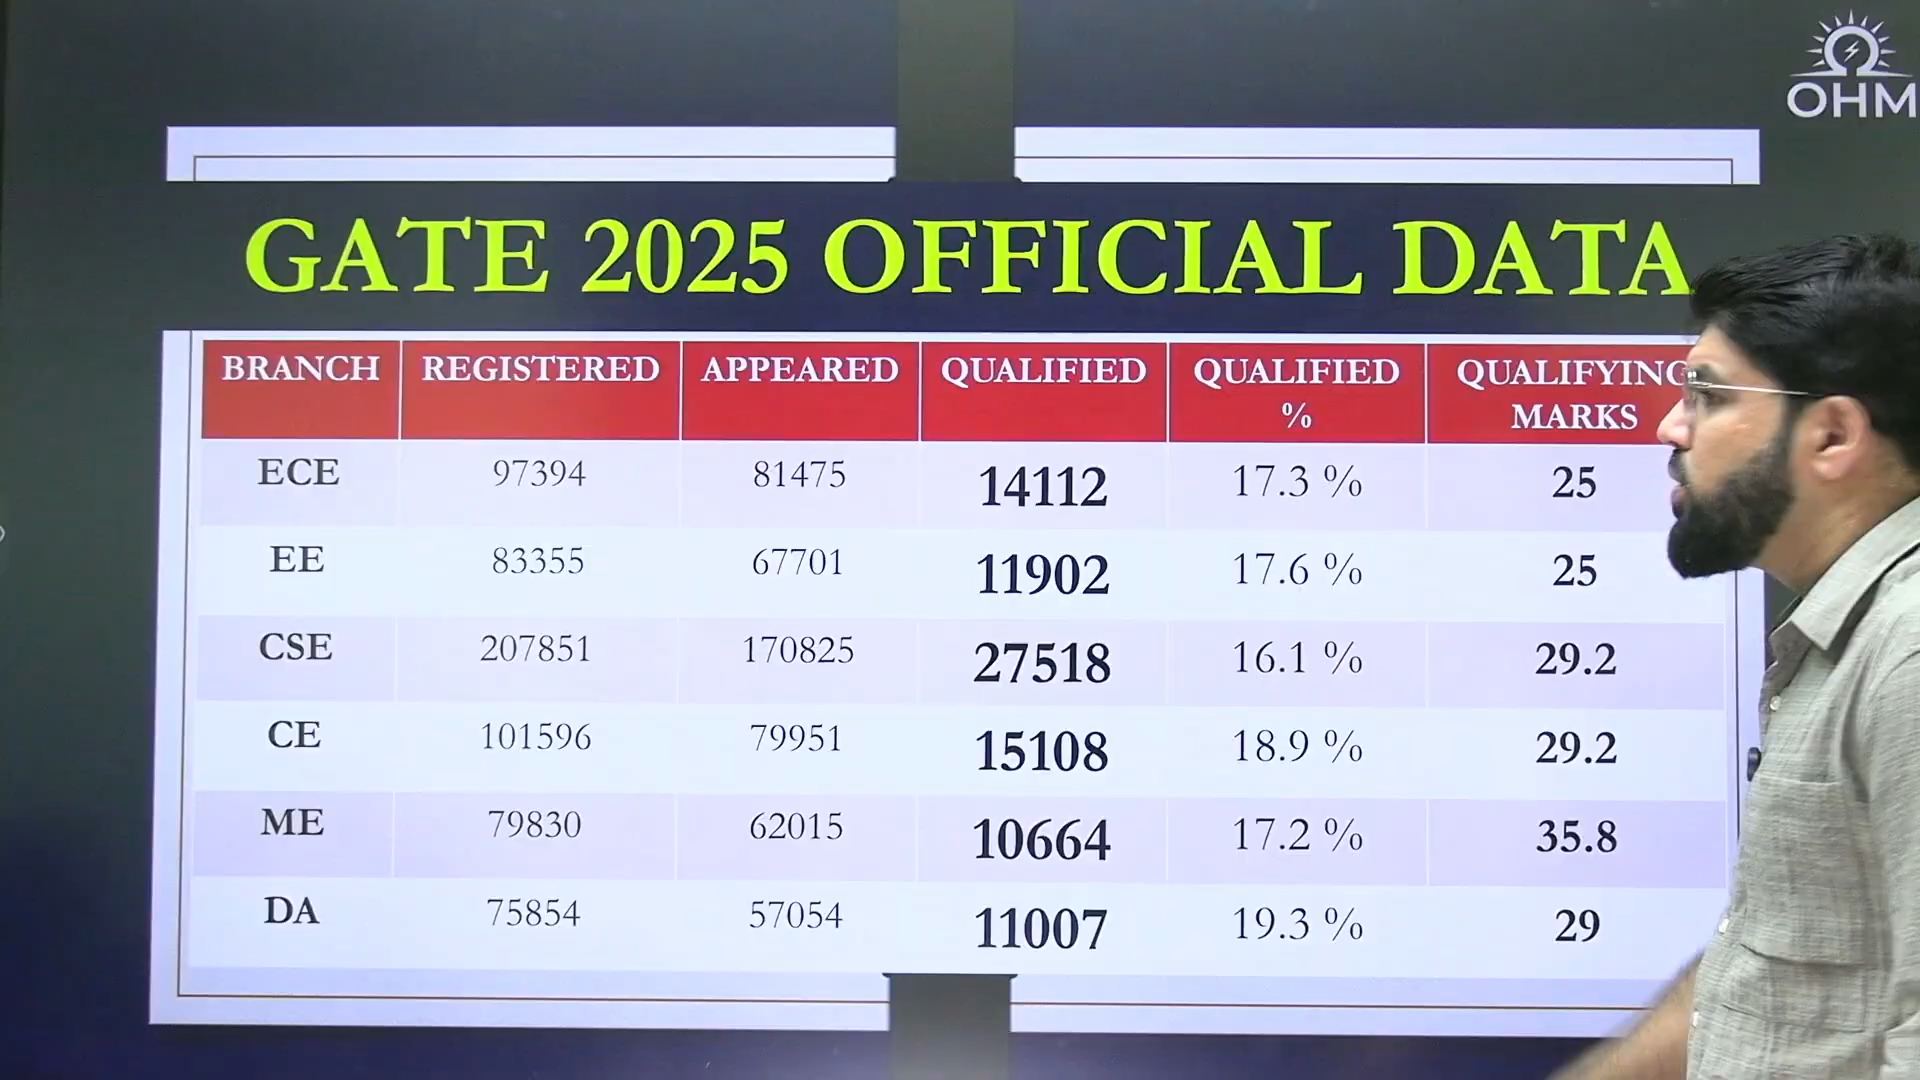 OHM
GATE 2025 OFFICIAL DATA
BRANCH REGISTERED APPEARED QUALIFIED QUALIFIED % QUALIFYING MARKS
ECE 97394 81475 14112 17.3 % 25
EE 83355 67701 11902 17.6 % 25
CSE 207851 170825 27518 16.1 % 29.2
CE 101596 79951 15108 18.9 % 29.2
ME 79830 62015 10664 17.2 % 35.8
DA 75854 57054 11007 19.3 % 29